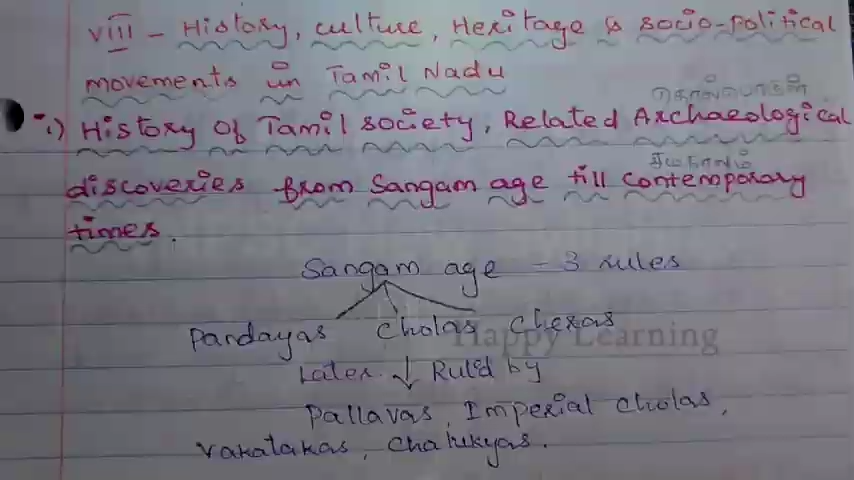 VIII - History, culture, Heritage & socio-political
movements in Tamil Nadu
i) History of Tamil society, Related Archaeological
discoveries from Sangam age till contemporary
times.
Sangam age - 3 rules
Pandayas Cholas Cheras
Happy Learning
Later ↓ Ruled by
Pallavas, Imperial cholas,
vakatakas, chalukyas.